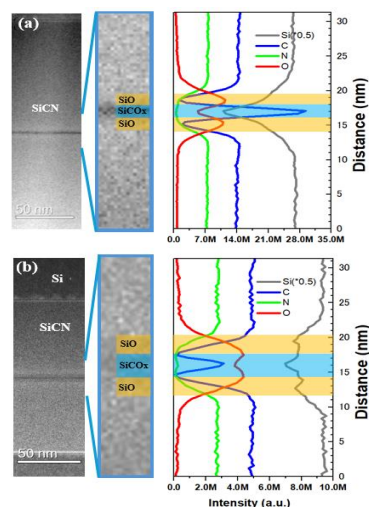 (a)
SiCN
50 nm
SiO
SiCOx
SiO
Si(*0.5)
C
N
O
30
25
20
15
10
5
0
Distance (nm)
0.0 7.0M 14.0M 21.0M 28.0M 35.0M
(b)
Si
SiCN
50 nm
SiO
SiCOx
SiO
Si(*0.5)
C
N
O
30
25
20
15
10
5
0
Distance (nm)
0.0 2.0M 4.0M 6.0M 8.0M 10.0M
Intensity (a.u.)